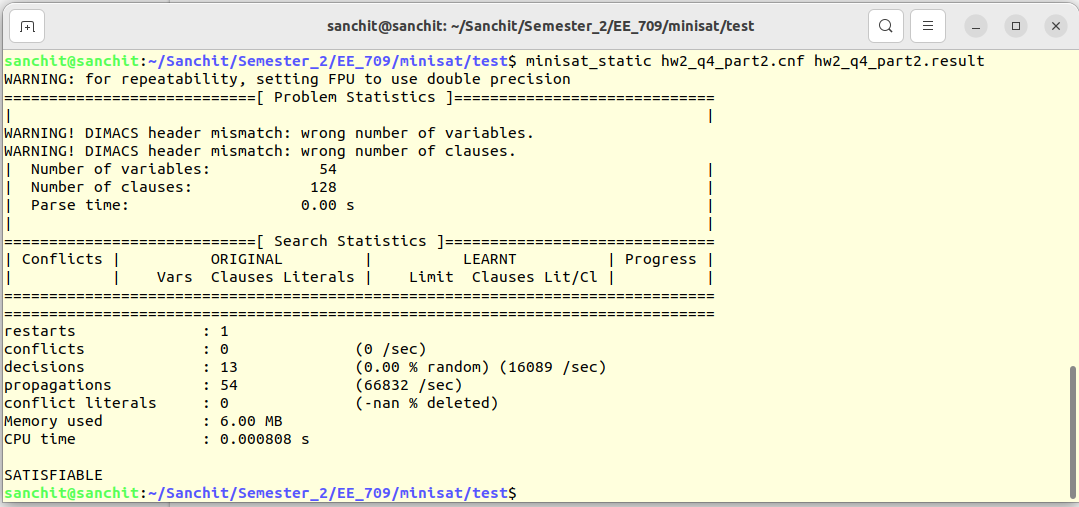 sanchit@sanchit: ~/Sanchit/Semester_2/EE_709/minisat/test
sanchit@sanchit:~/Sanchit/Semester_2/EE_709/minisat/test$ minisat_static hw2_q4_part2.cnf hw2_q4_part2.result
WARNING: for repeatability, setting FPU to use double precision
============================[ Problem Statistics ]=============================
|                                                                             |
WARNING! DIMACS header mismatch: wrong number of variables.
WARNING! DIMACS header mismatch: wrong number of clauses.
|  Number of variables:            54                                         |
|  Number of clauses:             128                                         |
|  Parse time:                   0.00 s                                       |
|                                                                             |
============================[ Search Statistics ]==============================
| Conflicts |          ORIGINAL         |          LEARNT          | Progress |
|           |    Vars  Clauses Literals |    Limit  Clauses Lit/Cl |          |
===============================================================================
===============================================================================
restarts              : 1
conflicts             : 0              (0 /sec)
decisions             : 13             (0.00 % random) (16089 /sec)
propagations          : 54             (66832 /sec)
conflict literals     : 0              (-nan % deleted)
Memory used           : 6.00 MB
CPU time              : 0.000808 s

SATISFIABLE
sanchit@sanchit:~/Sanchit/Semester_2/EE_709/minisat/test$